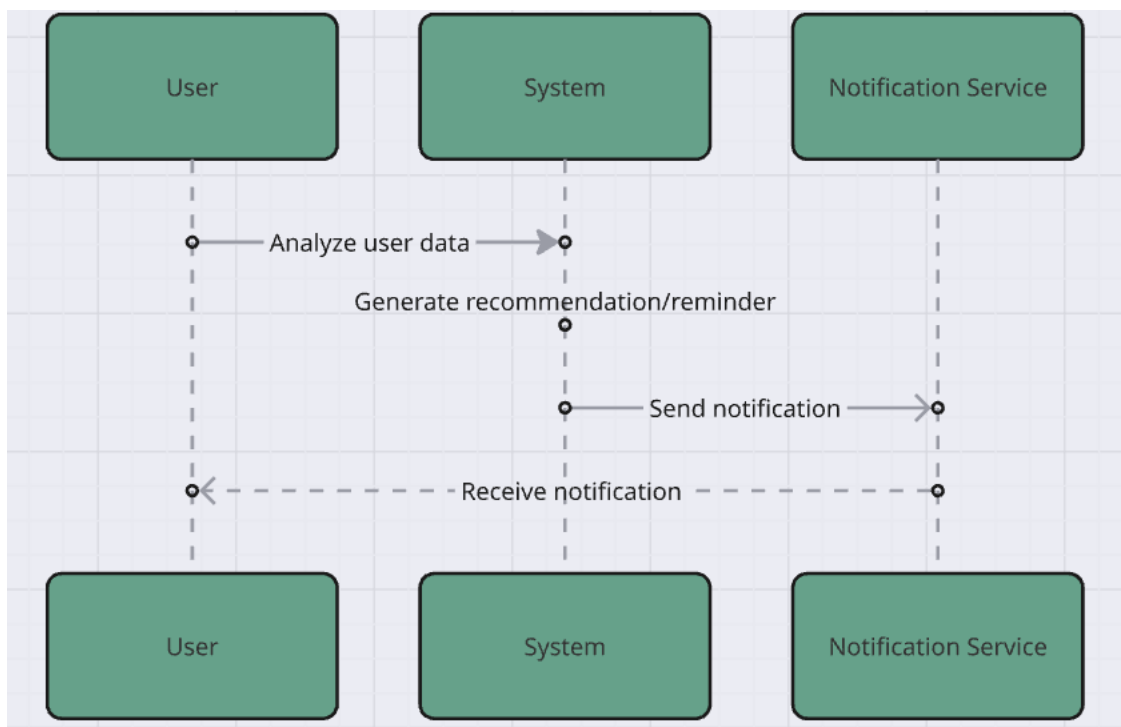 User
System
Notification Service
Analyze user data
Generate recommendation/reminder
Send notification
Receive notification
User
System
Notification Service